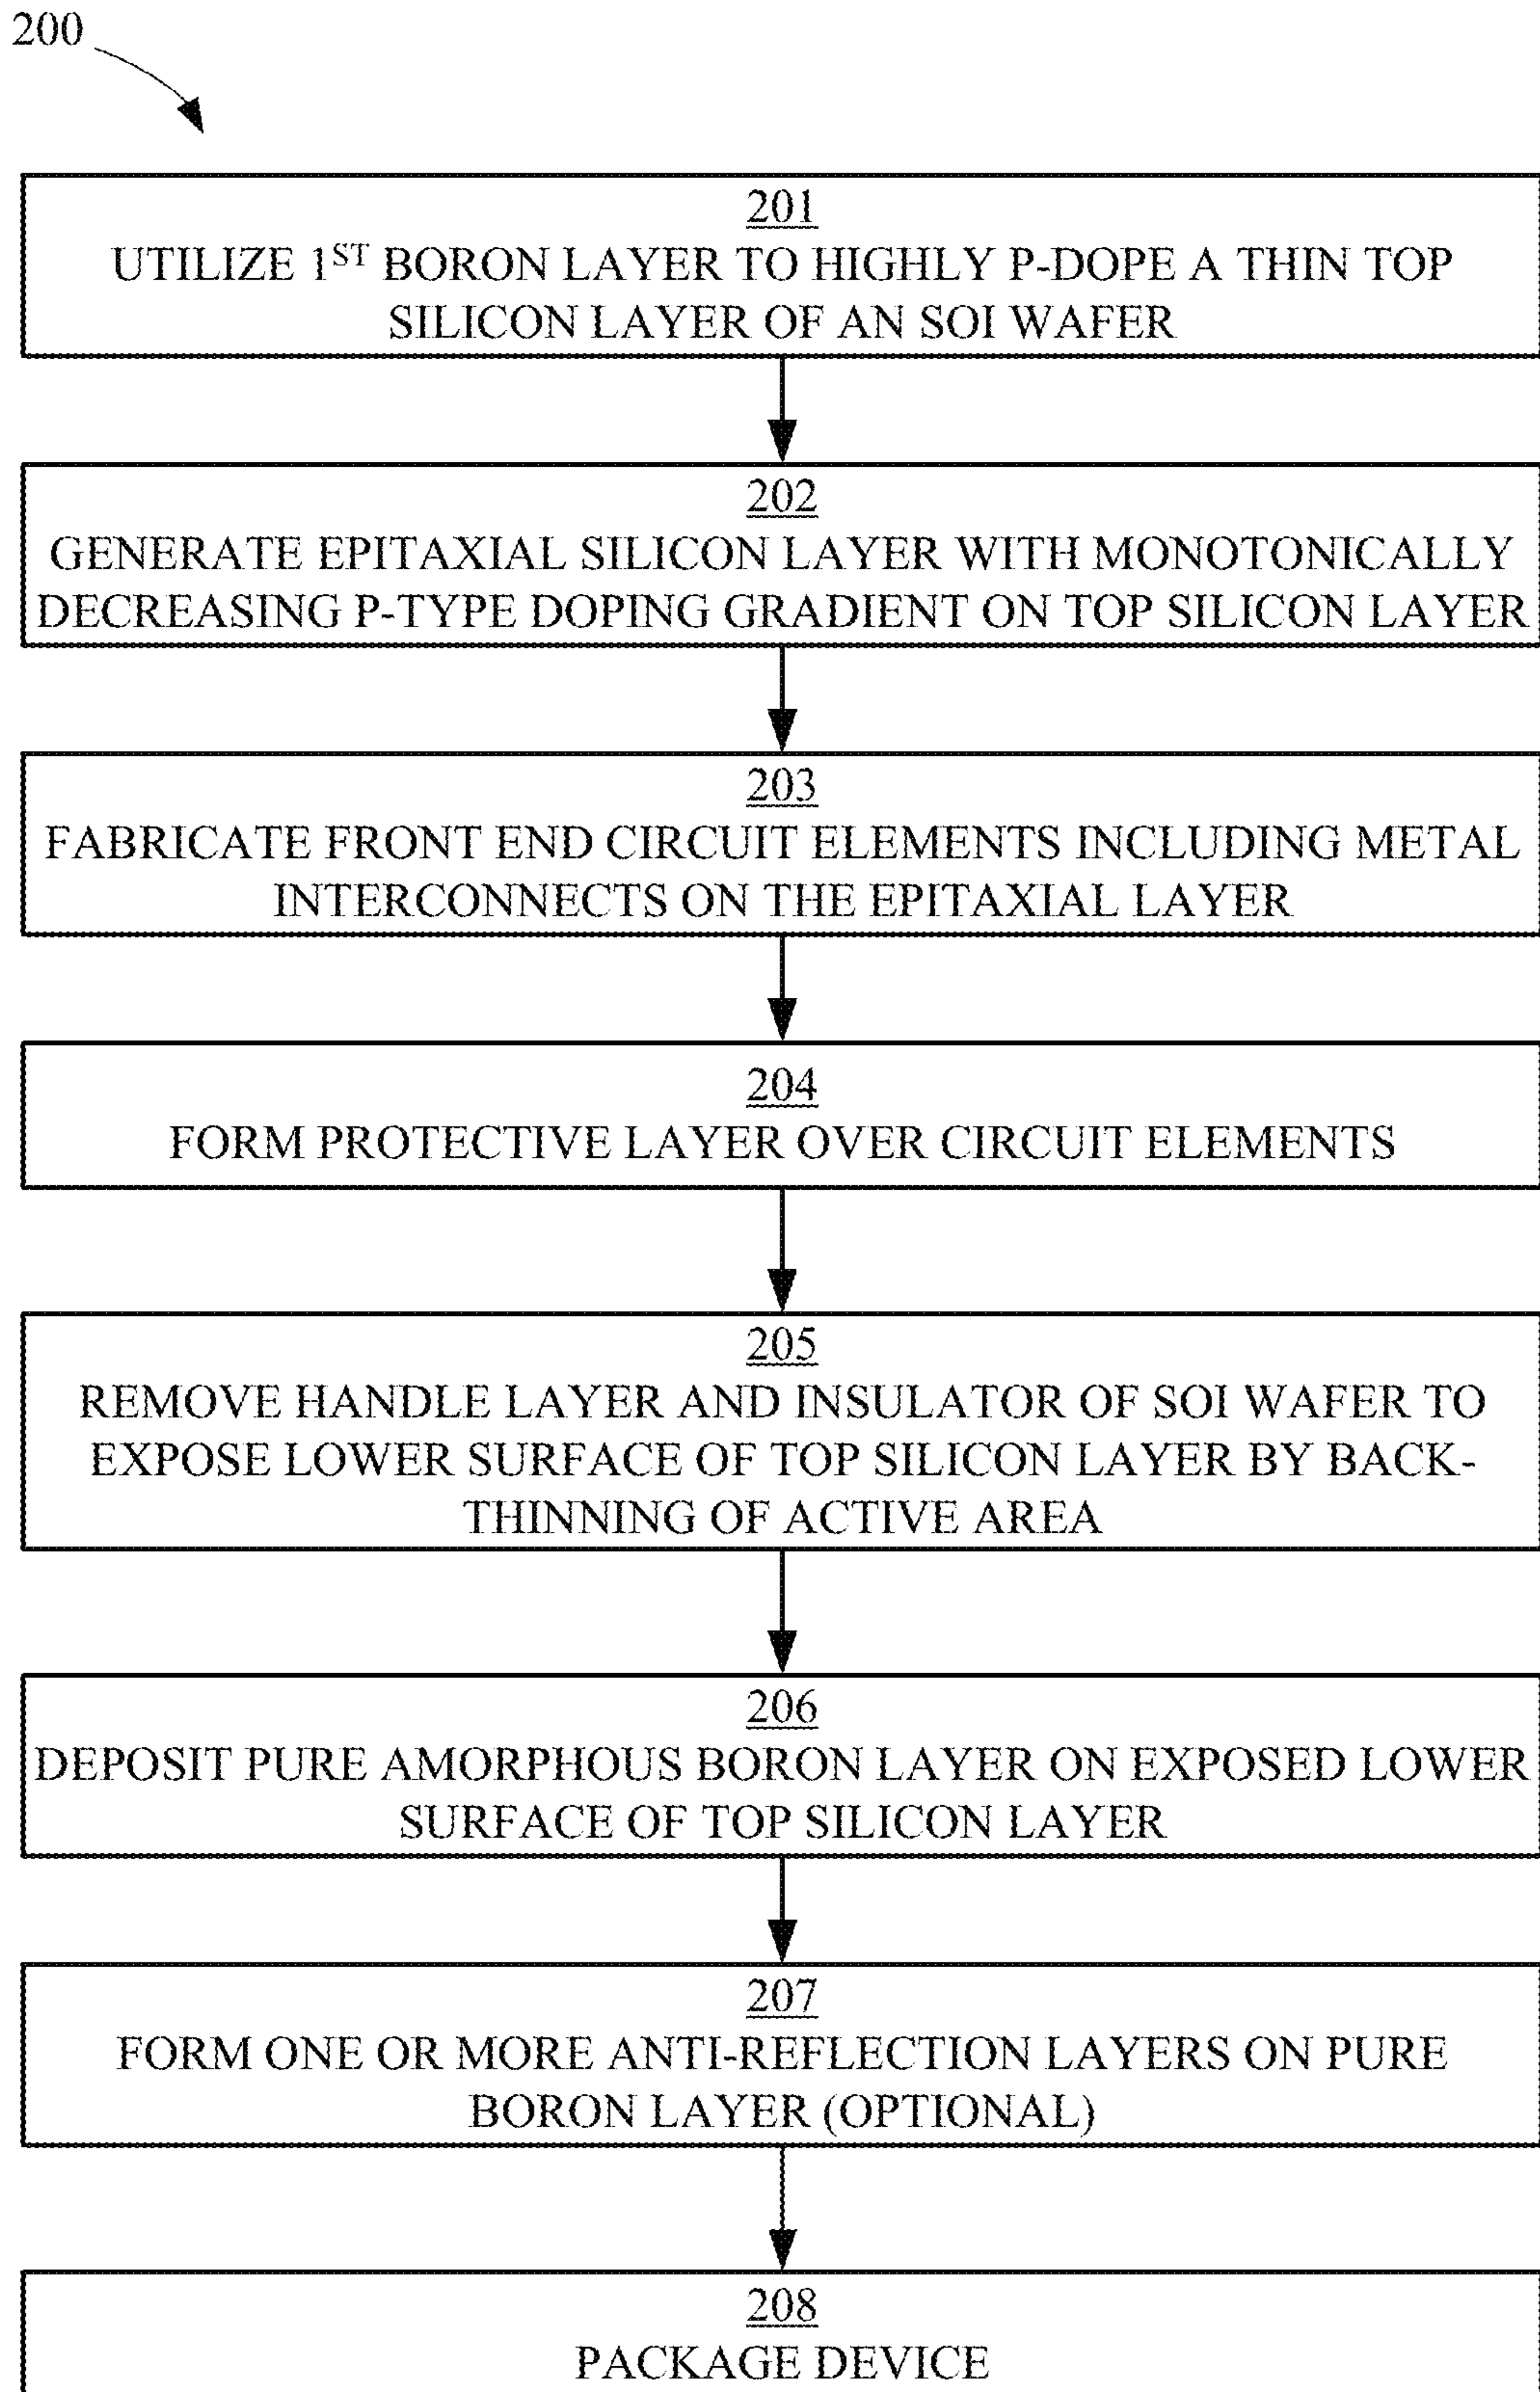 200
201
UTILIZE 1ST BORON LAYER TO HIGHLY P-DOPE A THIN TOP
SILICON LAYER OF AN SOI WAFER
202
GENERATE EPITAXIAL SILICON LAYER WITH MONOTONICALLY
DECREASING P-TYPE DOPING GRADIENT ON TOP SILICON LAYER
203
FABRICATE FRONT END CIRCUIT ELEMENTS INCLUDING METAL
INTERCONNECTS ON THE EPITAXIAL LAYER
204
FORM PROTECTIVE LAYER OVER CIRCUIT ELEMENTS
205
REMOVE HANDLE LAYER AND INSULATOR OF SOI WAFER TO
EXPOSE LOWER SURFACE OF TOP SILICON LAYER BY BACK-
THINNING OF ACTIVE AREA
206
DEPOSIT PURE AMORPHOUS BORON LAYER ON EXPOSED LOWER
SURFACE OF TOP SILICON LAYER
207
FORM ONE OR MORE ANTI-REFLECTION LAYERS ON PURE
BORON LAYER (OPTIONAL)
208
PACKAGE DEVICE